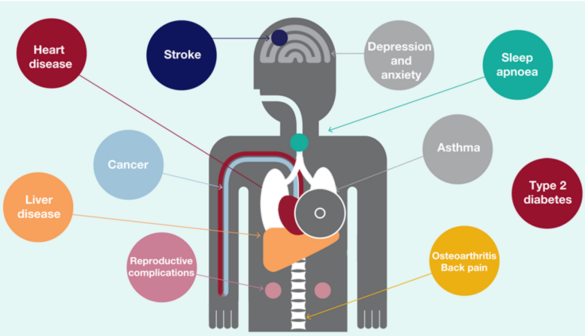 Heart
disease
Stroke
Depression
and
anxiety
Sleep
apnoea
Cancer
Asthma
Liver
disease
Type 2
diabetes
Reproductive
complications
Osteoarthritis
Back pain